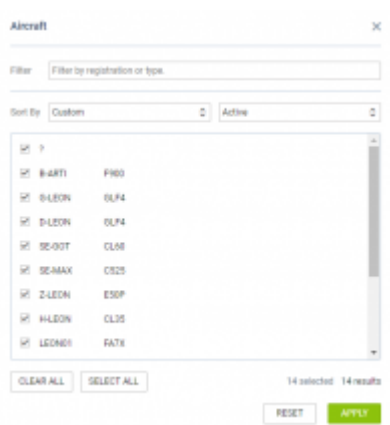 Aircraft
Filter Filter by registration or type.
Sort By Custom Active
?
B-ARTI F900
G-LEON GLF4
D-LEON GLF4
SE-GOT CL60
SE-MAX C525
Z-LEON E50P
H-LEON CL35
LEON01 FA7X
CLEAR ALL SELECT ALL 14 selected 14 results
RESET APPLY